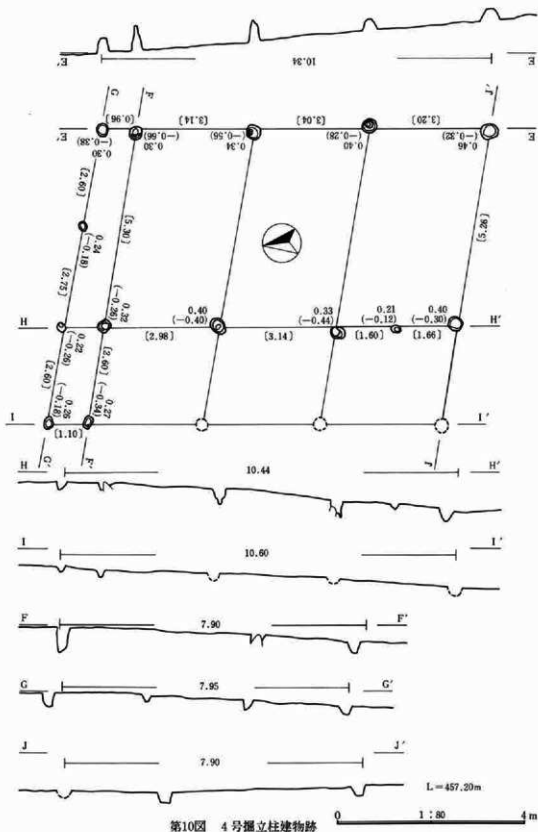 E' 10.34 E
G F J'
E' [0.96] [3.14] [3.04] [3.20] E
(-0.38) 0.30
(-0.66) 0.30
(-0.56) 0.34
(-0.28) 0.40
(-0.32) 0.46
[2.60] [5.30] [5.26]
0.24
(-0.18)
[2.75]
0.40 0.33 0.21 0.40
(-0.26) 0.32 (-0.40) (-0.44) (-0.12) (-0.30)
H [2.98] [3.14] [1.60] [1.66] H'
0.22
(-0.26)
[2.60] [2.60]
0.26
(-0.18)
0.27
(-0.34)
I [1.10] I'
G' F' J
H 10.44 H'
I 10.60 I'
F 7.90 F'
G 7.95 G'
J 7.90 J'
L=457.20m
0 1:80 4m
第10図 4号掘立柱建物跡